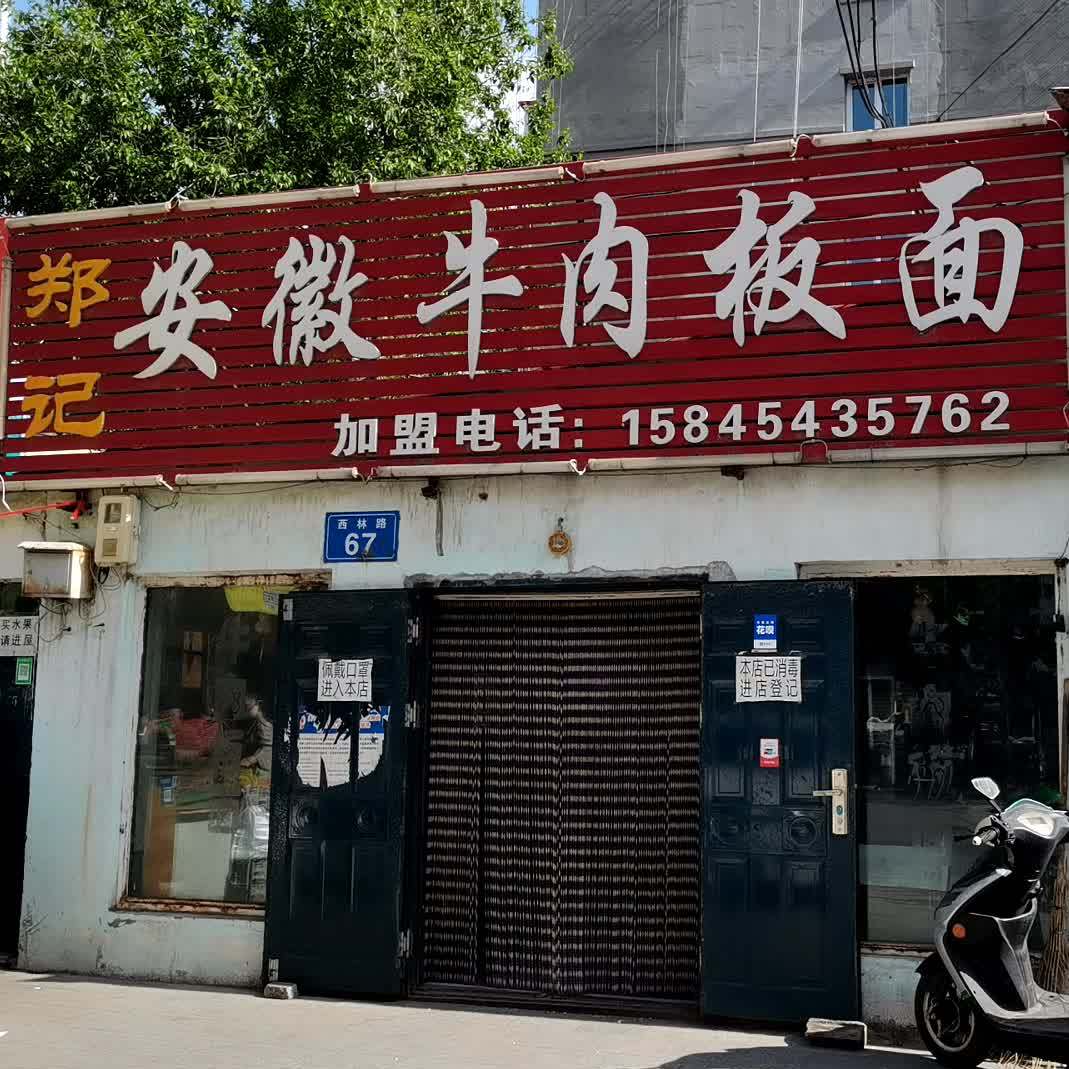 郑记
安徽牛肉板面
加盟电话：15845435762
西林路
67
买水果
请进屋
佩戴口罩
进入本店
花呗
本店已消毒
进店登记